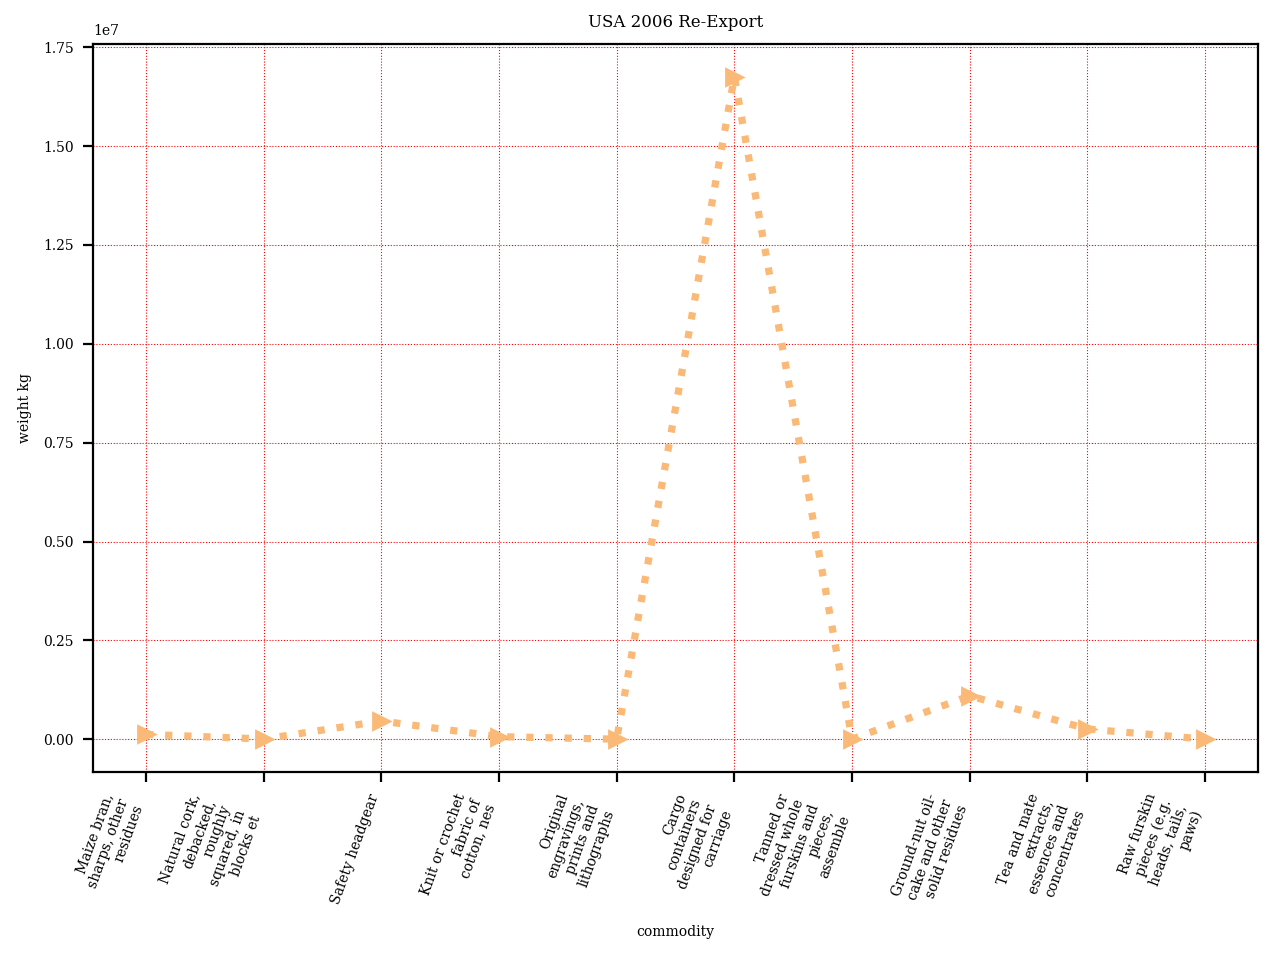 USA 2006 Re-Export
1e7
1.75
1.50
1.25
1.00
0.75
0.50
0.25
0.00
weight kg
Maize bran,
sharps, other
residues
Natural cork,
debacked,
roughly
squared, in
blocks et
Safety headgear
Knit or crochet
fabric of
cotton, nes
Original
engravings,
prints and
lithographs
Cargo
containers
designed for
carriage
Tanned or
dressed whole
furskins and
pieces,
assemble
Ground-nut oil-
cake and other
solid residues
Tea and mate
extracts,
essences and
concentrates
Raw furskin
pieces (e.g.
heads, tails,
paws)
commodity